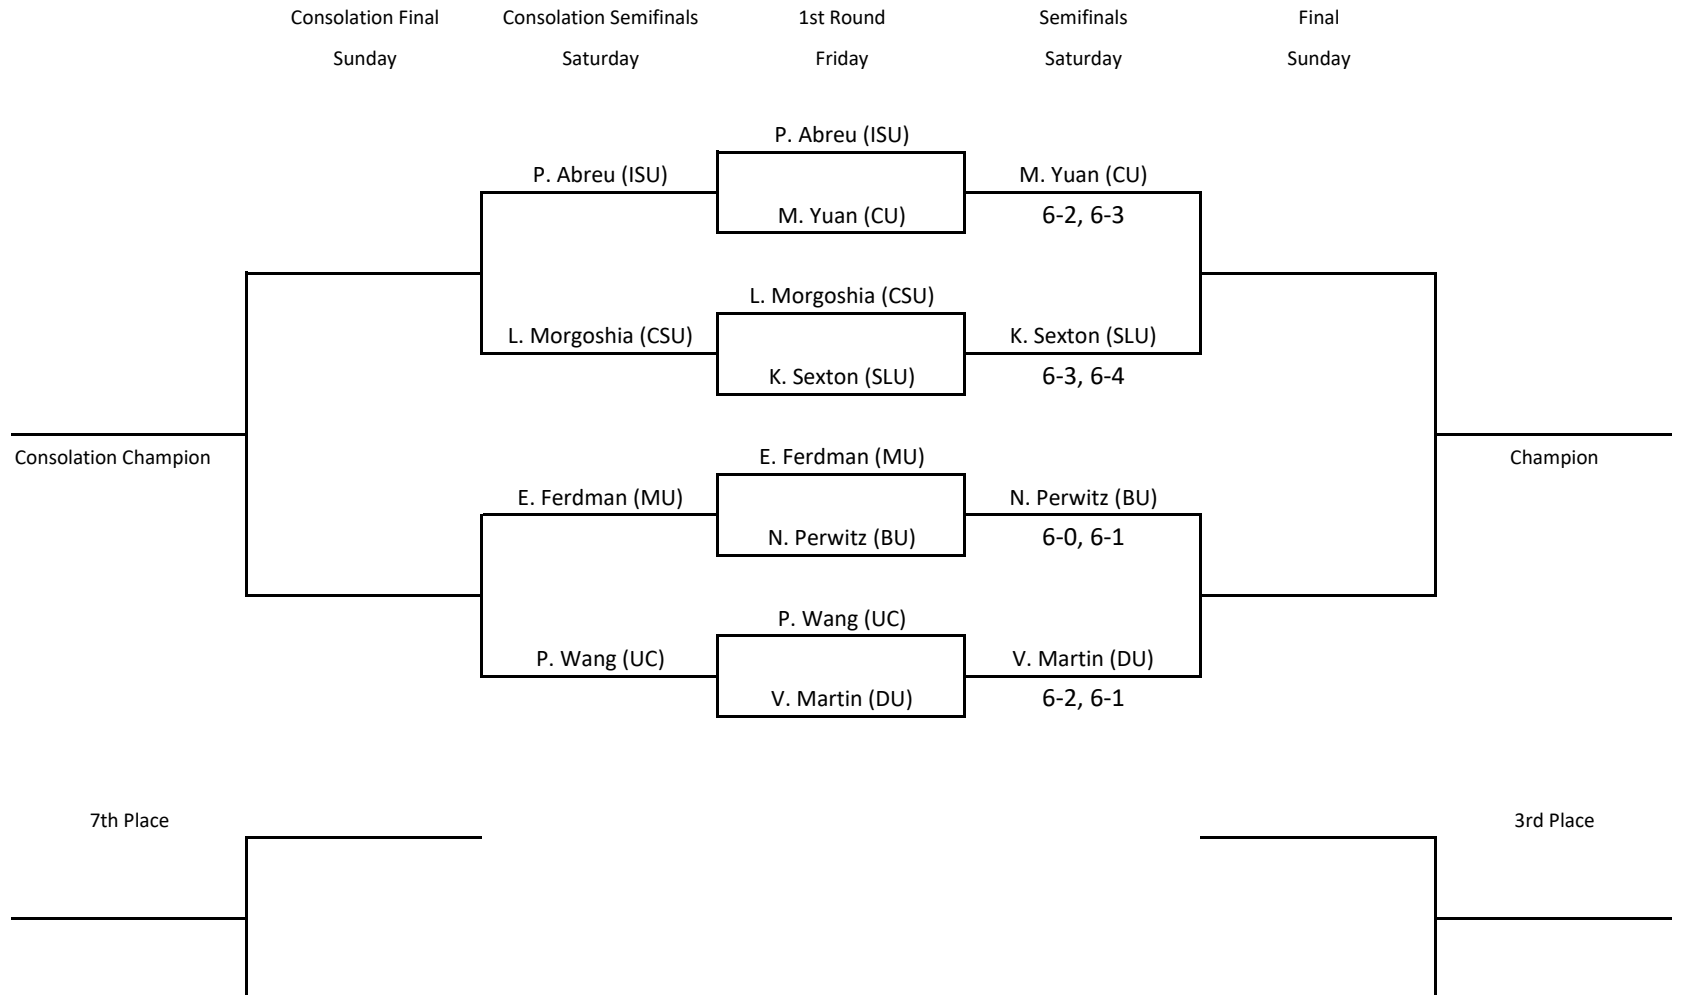 Consolation Final
Consolation Semifinals
1st Round
Semifinals
Final
Sunday
Saturday
Friday
Saturday
Sunday
P. Abreu (ISU)
P. Abreu (ISU)
M. Yuan (CU)
M. Yuan (CU)
6-2, 6-3
L. Morgoshia (CSU)
L. Morgoshia (CSU)
K. Sexton (SLU)
K. Sexton (SLU)
6-3, 6-4
Consolation Champion
E. Ferdman (MU)
Champion
E. Ferdman (MU)
N. Perwitz (BU)
N. Perwitz (BU)
6-0, 6-1
P. Wang (UC)
P. Wang (UC)
V. Martin (DU)
V. Martin (DU)
6-2, 6-1
7th Place
3rd Place